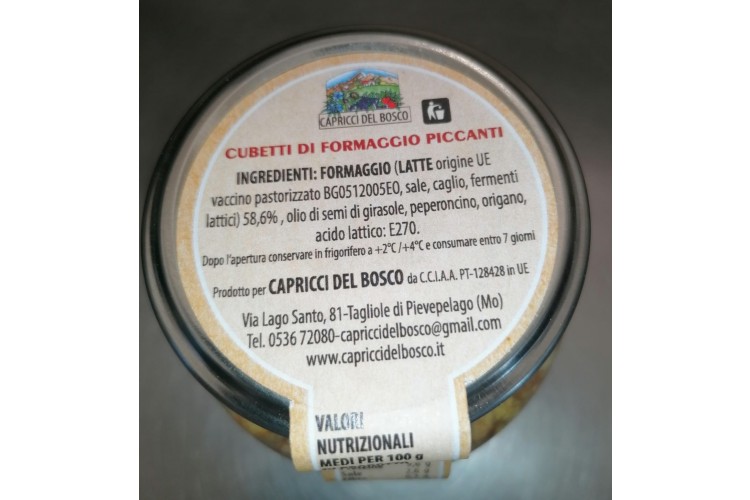 CAPRICCI DEL BOSCO
CUBETTI DI FORMAGGIO PICCANTI
INGREDIENTI: FORMAGGIO (LATTE origine UE
vaccino pastorizzato BG0512005EO, sale, caglio, fermenti
lattici) 58,6% , olio di semi di girasole, peperoncino, origano,
acido lattico: E270.
Dopo l'apertura conservare in frigorifero a +2°C /+4°C e consumare entro 7 giorni
Prodotto per CAPRICCI DEL BOSCO da C.C.I.A.A. PT-128428 in UE
Via Lago Santo, 81-Tagliole di Pievepelago (Mo)
Tel. 0536 72080-capriccidelbosco@gmail.com
www.capriccidelbosco.it
VALORI
NUTRIZIONALI
MEDI PER 100 g
Sale